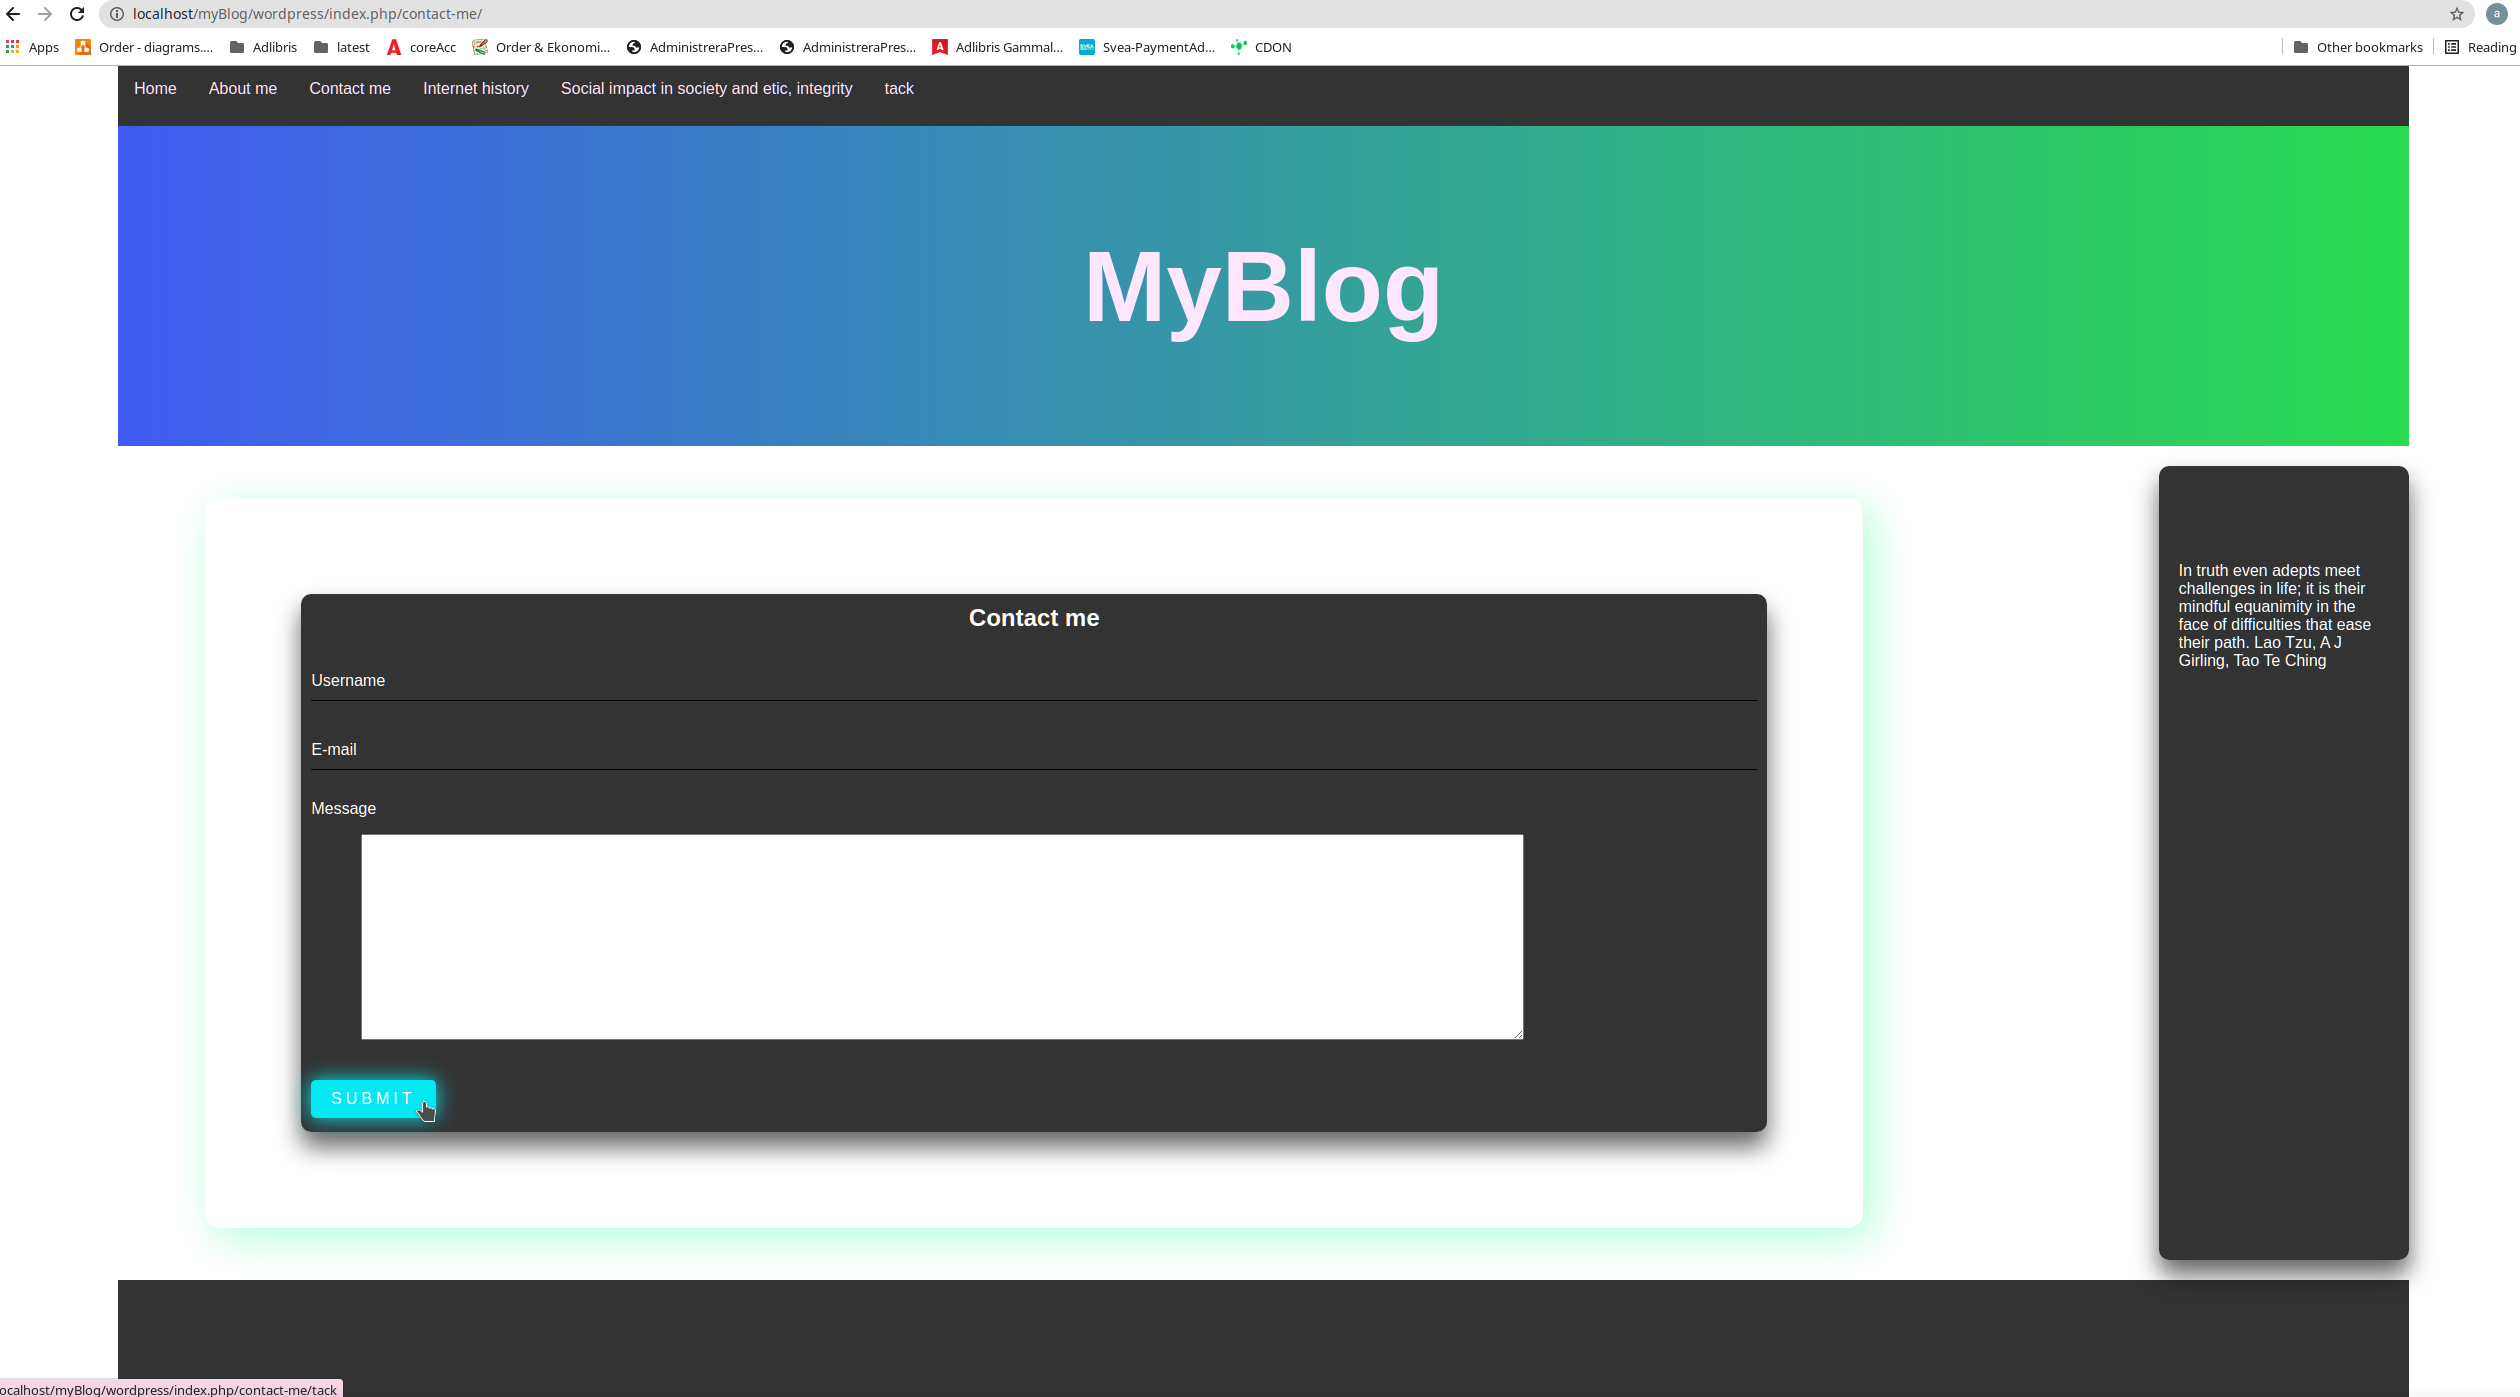 localhost/myBlog/wordpress/index.php/contact-me/
a
Apps Order - diagrams.... Adlibris latest coreAcc Order & Ekonomi... AdministreraPres... AdministreraPres... Adlibris Gammal... Svea-PaymentAd... CDON Other bookmarks Reading
Home About me Contact me Internet history Social impact in society and etic, integrity tack
MyBlog
Contact me
Username
E-mail
Message
SUBMIT
In truth even adepts meet
challenges in life; it is their
mindful equanimity in the
face of difficulties that ease
their path. Lao Tzu, A J
Girling, Tao Te Ching
ocalhost/myBlog/wordpress/index.php/contact-me/tack